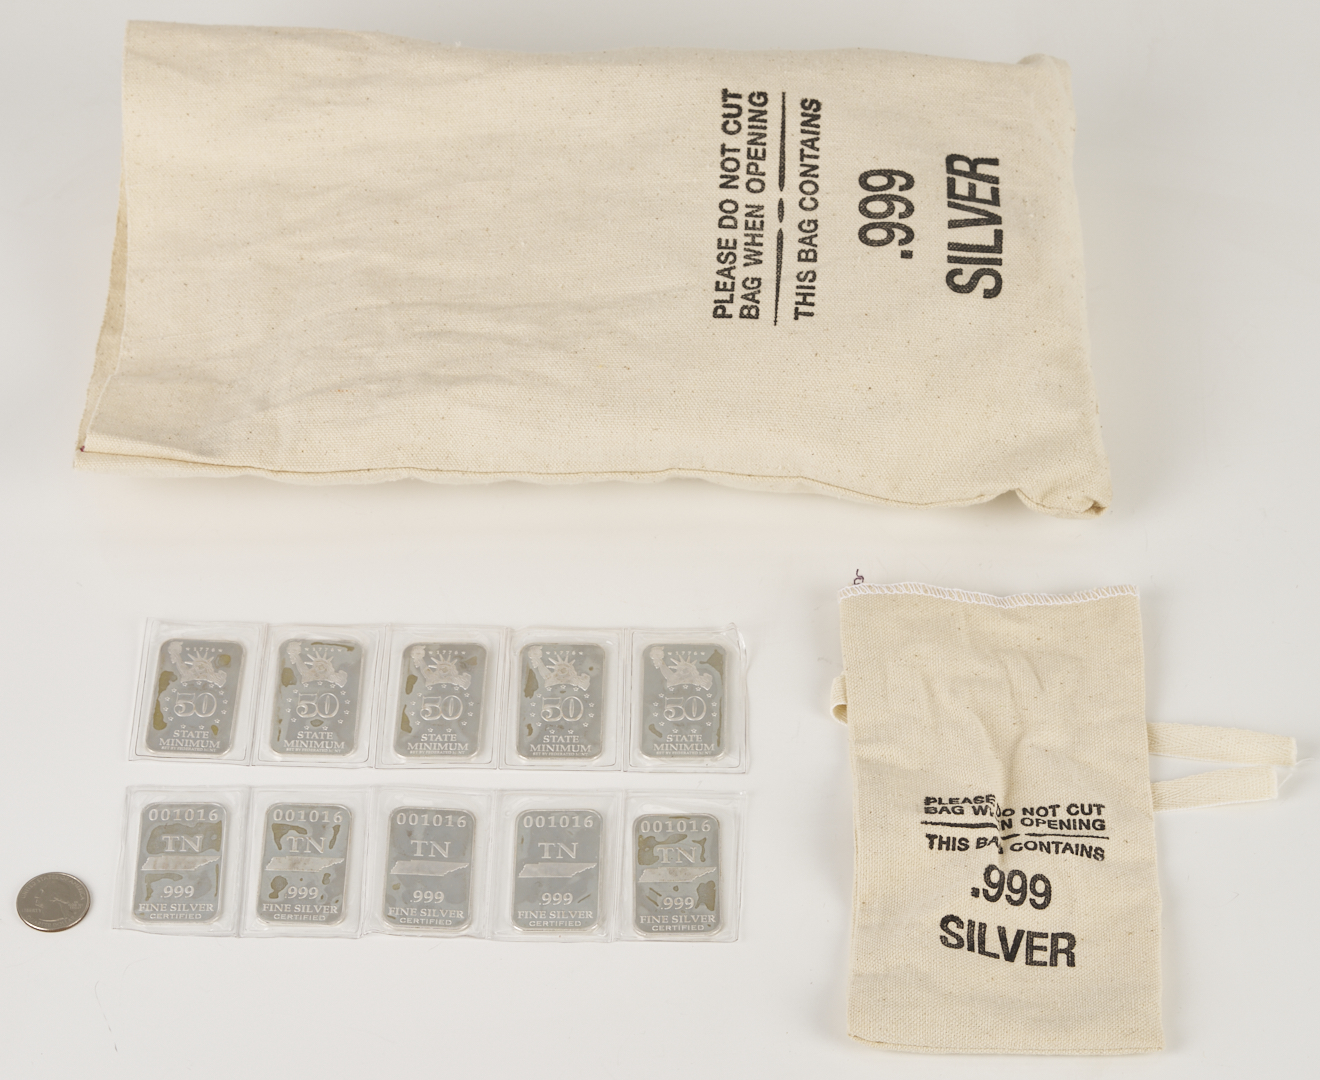 PLEASE DO NOT CUT
BAG WHEN OPENING
THIS BAG CONTAINS
.999
SILVER
50
STATE
MINIMUM
50
STATE
MINIMUM
50
STATE
MINIMUM
50
STATE
MINIMUM
50
STATE
MINIMUM
001016
TN
.999
FINE SILVER
CERTIFIED
001016
TN
.999
FINE SILVER
CERTIFIED
001016
TN
.999
FINE SILVER
CERTIFIED
001016
TN
.999
FINE SILVER
CERTIFIED
001016
TN
.999
FINE SILVER
CERTIFIED
PLEASE DO NOT CUT
BAG WN OPENING
THIS BA CONTAINS
.999
SILVER